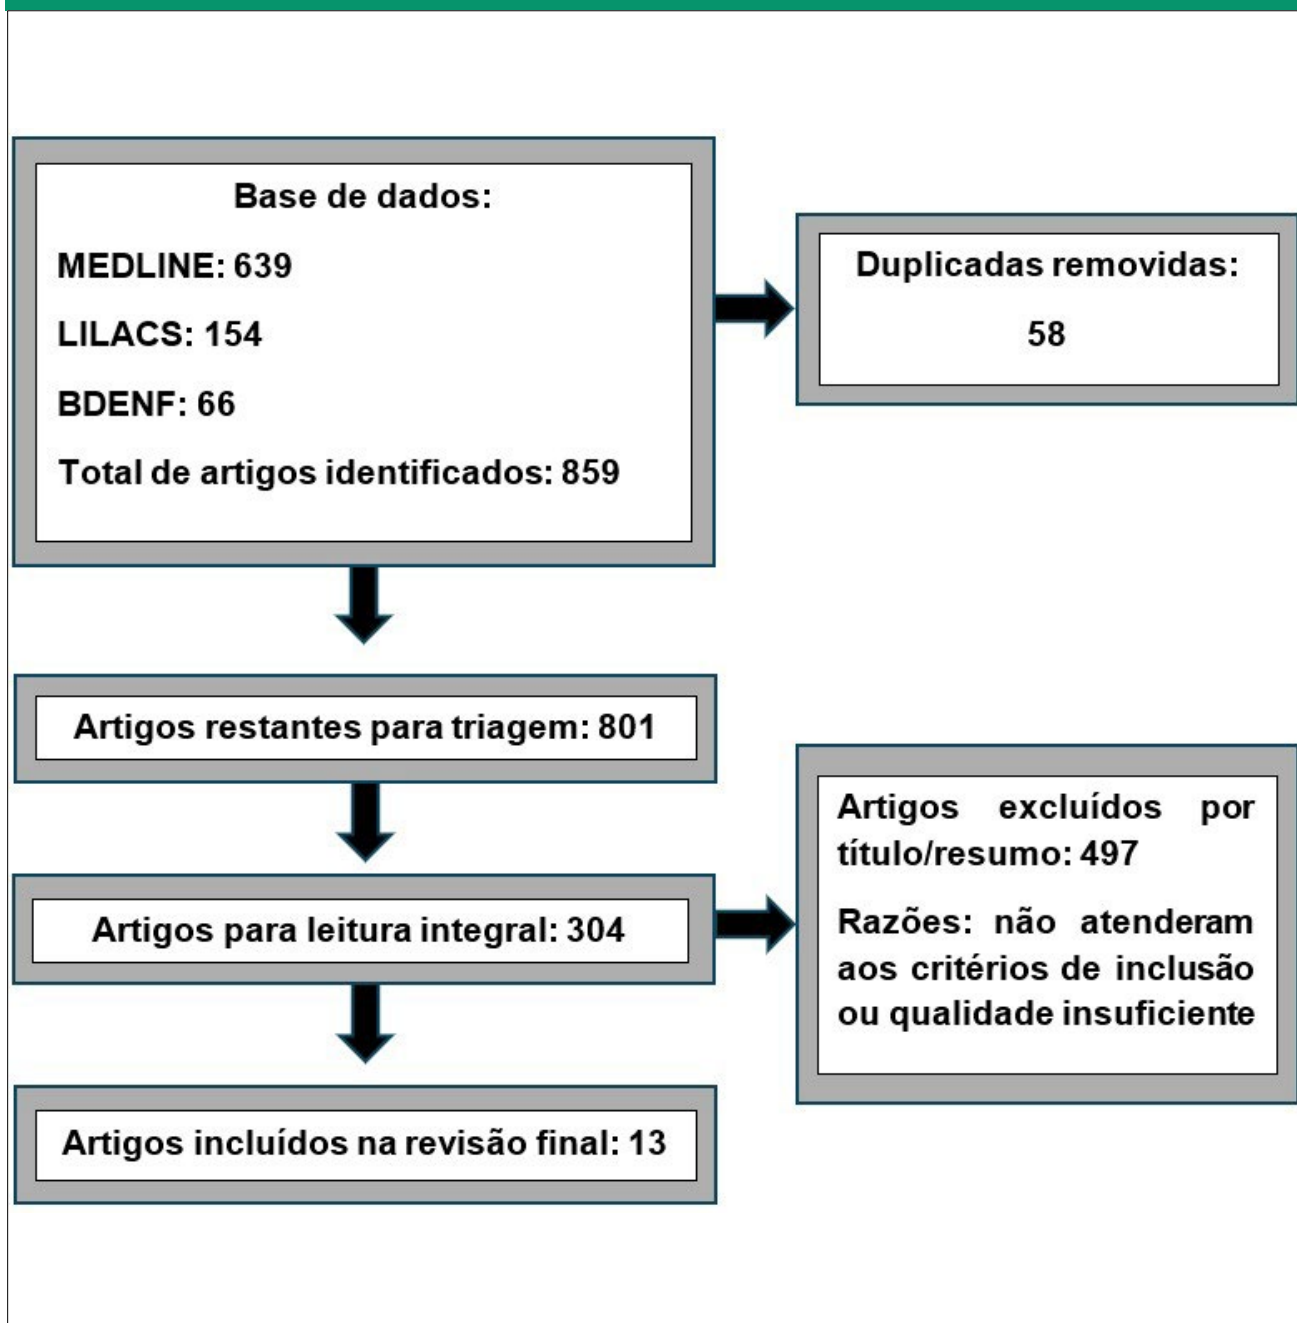 Base de dados:
MEDLINE: 639
LILACS: 154
BDENF: 66
Total de artigos identificados: 859
Duplicadas removidas:
58
Artigos restantes para triagem: 801
Artigos para leitura integral: 304
Artigos excluídos por
título/resumo: 497
Razões: não atenderam
aos critérios de inclusão
ou qualidade insuficiente
Artigos incluídos na revisão final: 13